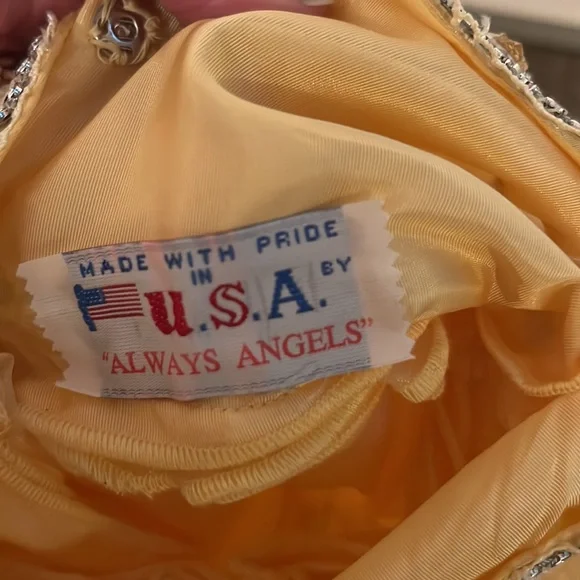 MADE WITH PRIDE
IN
U.S.A. BY
"ALWAYS ANGELS"